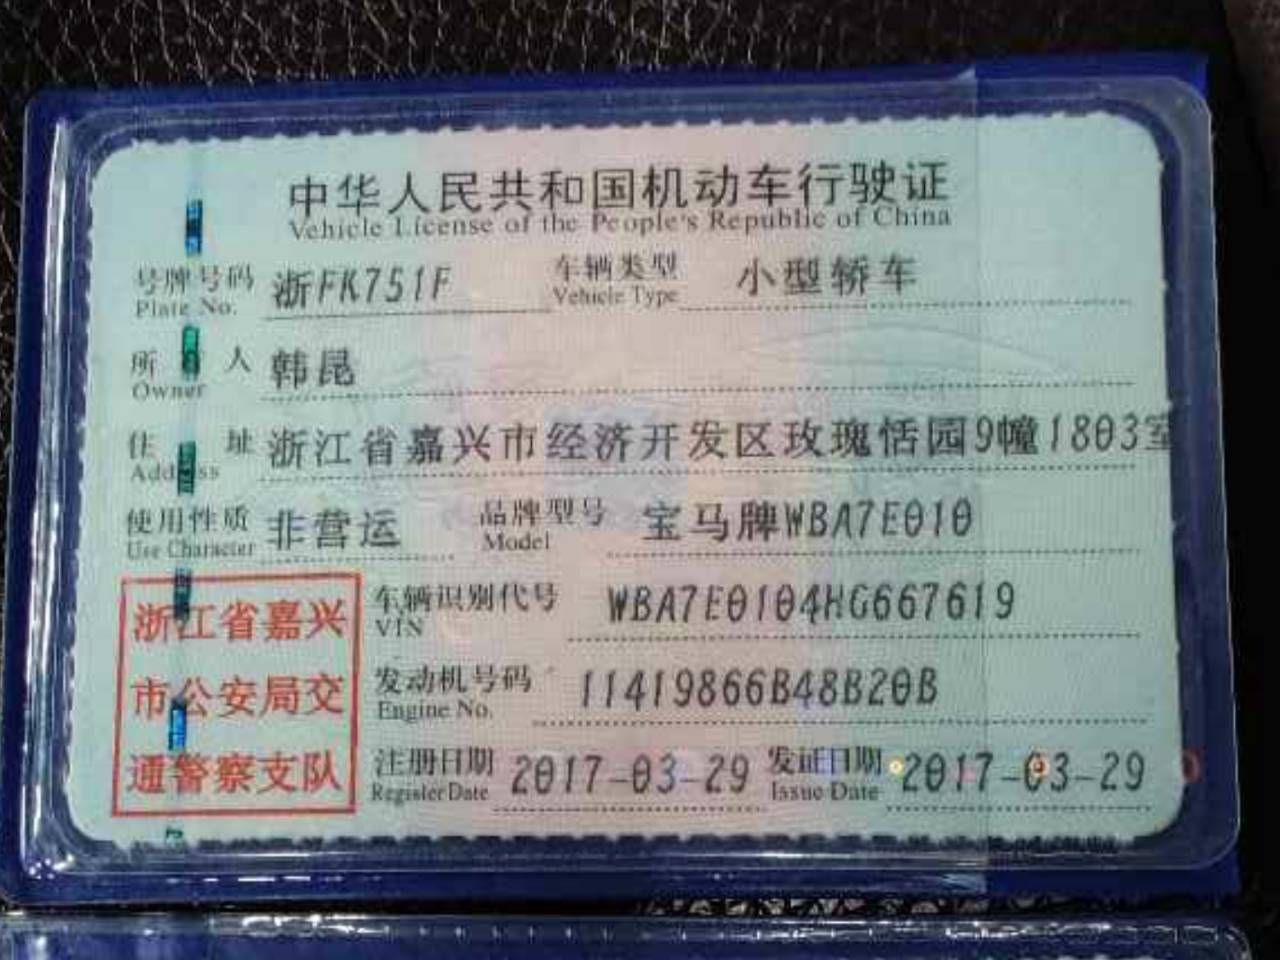 中华人民共和国机动车行驶证
Vehicle License of the People's Republic of China
号牌号码 浙FK751F 车辆类型 小型轿车
Plate No. Vehicle Type
所 人 韩昆
Owner
住 址 浙江省嘉兴市经济开发区玫瑰恬园9幢1803室
Address
使用性质 非营运 品牌型号 宝马牌WBA7E010
Use Character Model
浙江省嘉兴 车辆识别代号 WBA7E0104HG667619
VIN
市公安局交 发动机号码 11419866B48B20B
Engine No.
通警察支队 注册日期 2017-03-29 发证日期 2017-03-29
Register Date Issue Date